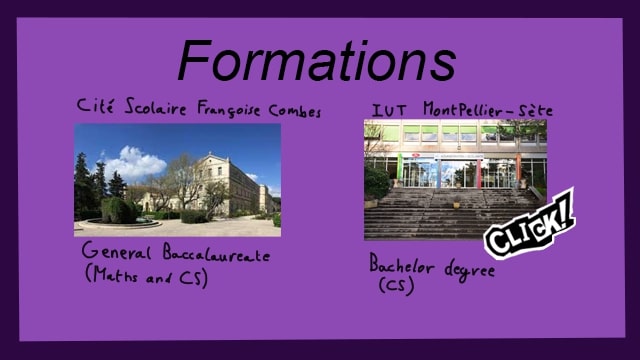 Formations
Cité Scolaire Françoise Combes
IUT MontPellier-Sète
CLICK!!
General Baccalaureate
(Maths and CS)
Bachelor degree
(CS)